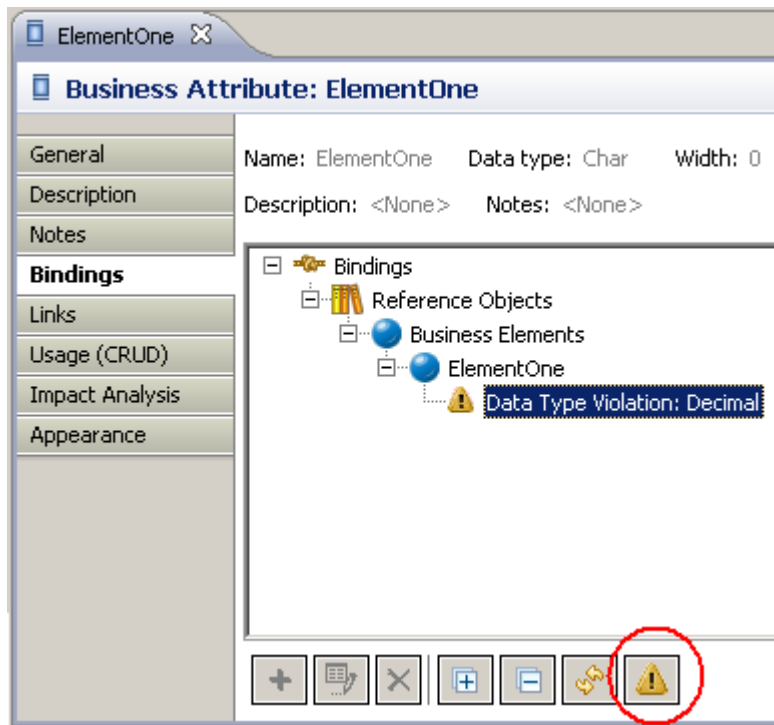 ElementOne
Business Attribute: ElementOne
General
Description
Notes
Bindings
Links
Usage (CRUD)
Impact Analysis
Appearance
Name: ElementOne Data type: Char Width: 0
Description: <None> Notes: <None>
Bindings
Reference Objects
Business Elements
ElementOne
Data Type Violation: Decimal